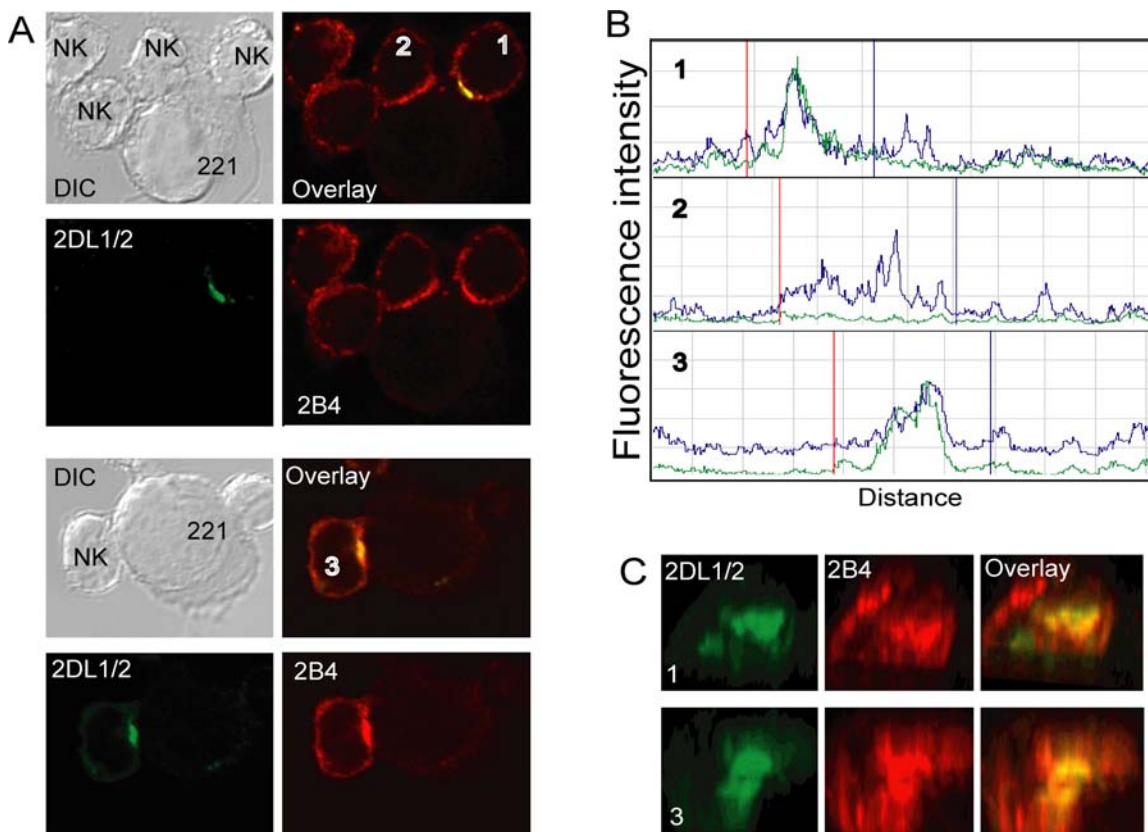 A
NK
NK
NK
NK
221
DIC
2
1
Overlay
2DL1/2
2B4
DIC
221
NK
Overlay
3
2DL1/2
2B4
B
Fluorescence intensity
1
2
3
Distance
C
2DL1/2
2B4
Overlay
1
3